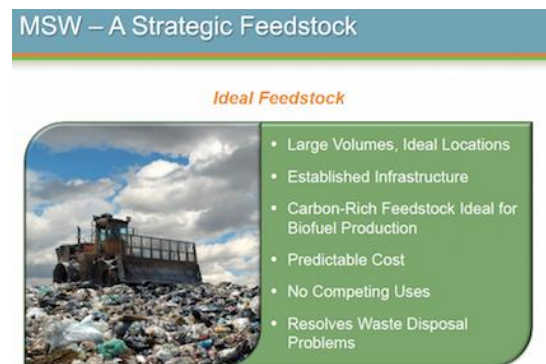 MSW – A Strategic Feedstock
Ideal Feedstock
• Large Volumes, Ideal Locations
• Established Infrastructure
• Carbon-Rich Feedstock Ideal for
Biofuel Production
• Predictable Cost
• No Competing Uses
• Resolves Waste Disposal
Problems